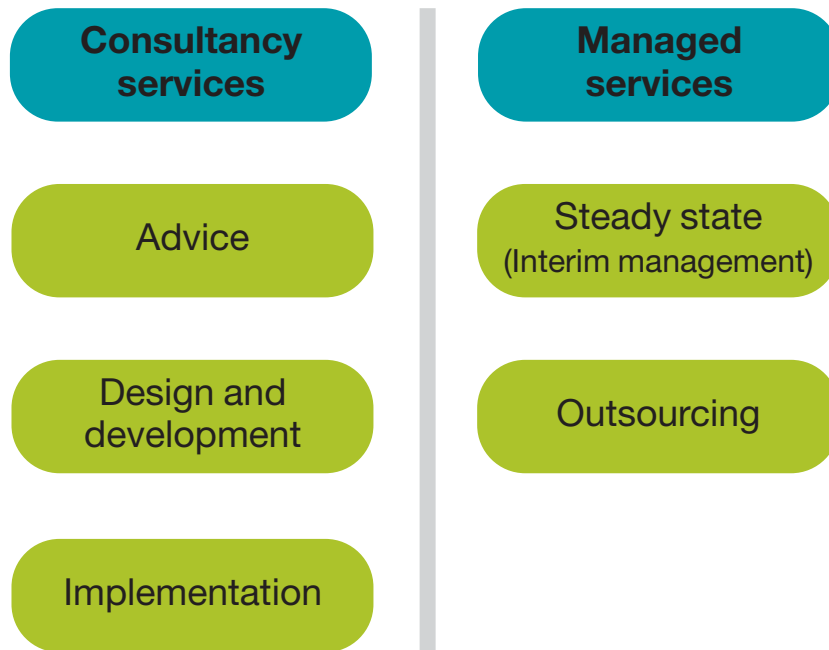 Consultancy
services
Advice
Design and
development
Implementation
Managed
services
Steady state
(Interim management)
Outsourcing